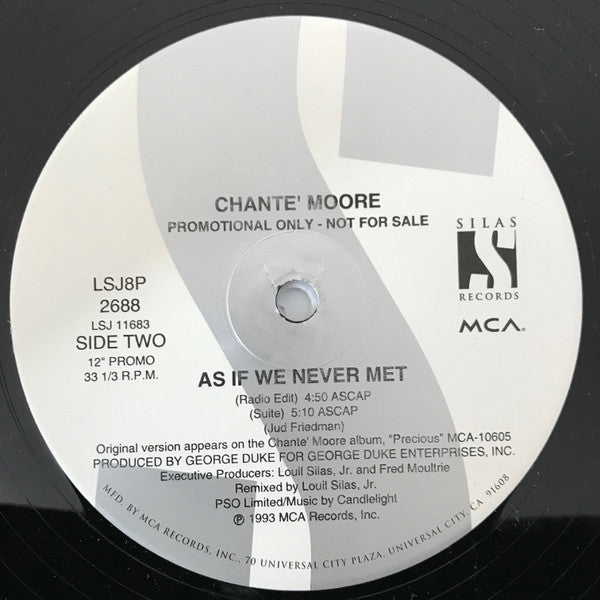 CHANTE' MOORE
PROMOTIONAL ONLY - NOT FOR SALE
SILAS
S
RECORDS
MCA®
LSJ8P
2688
LSJ 11683
SIDE TWO
12" PROMO
33 1/3 R.P.M.
AS IF WE NEVER MET
(Radio Edit) 4:50 ASCAP
(Suite) 5:10 ASCAP
(Jud Friedman)
Original version appears on the Chante' Moore album, "Precious" MCA-10605
PRODUCED BY GEORGE DUKE FOR GEORGE DUKE ENTERPRISES, INC.
Executive Producers: Louil Silas, Jr. and Fred Moultrie
Remixed by Louil Silas, Jr.
PSO Limited/Music by Candlelight
℗ 1993 MCA Records, Inc.
MFD. BY MCA RECORDS, INC., 70 UNIVERSAL CITY PLAZA, UNIVERSAL CITY, CA 91608